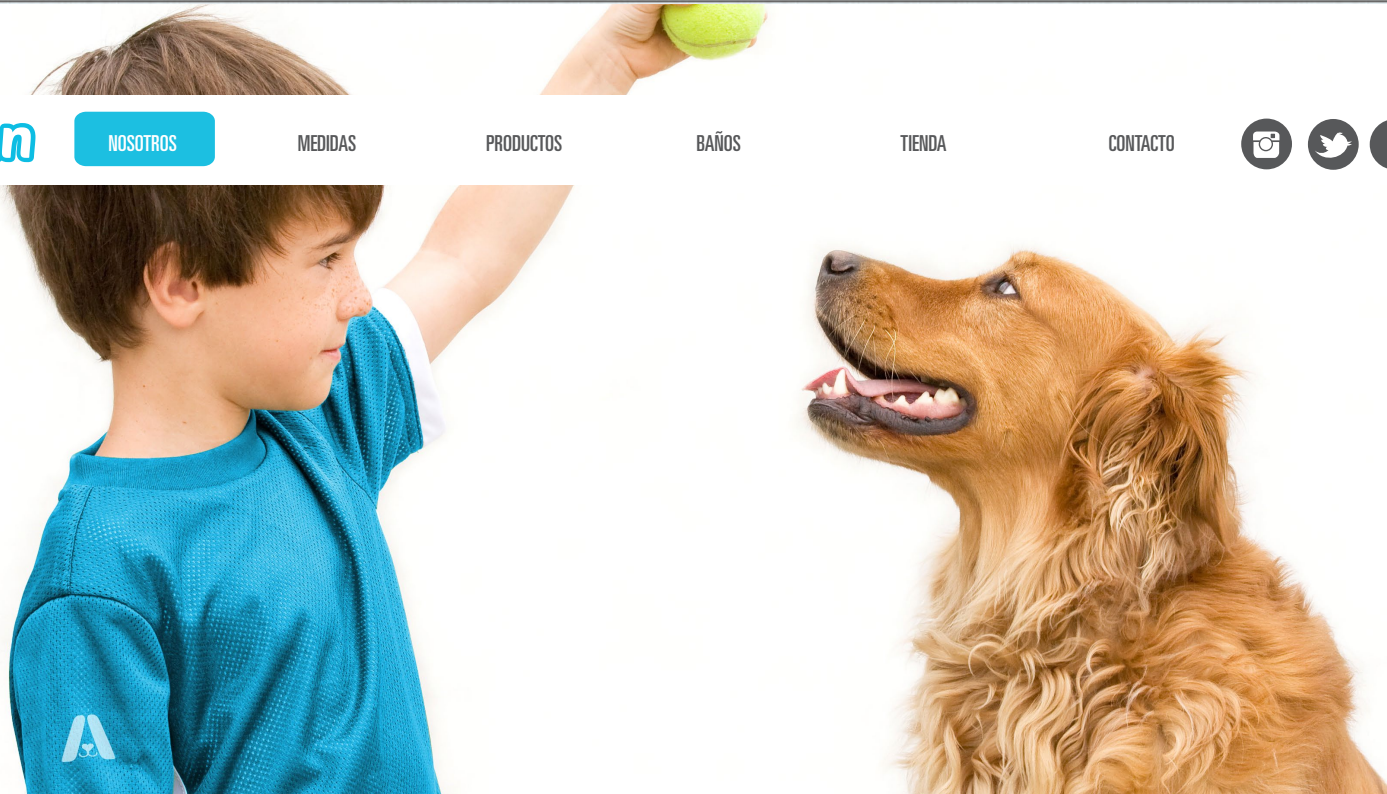 n
NOSOTROS
MEDIDAS
PRODUCTOS
BAÑOS
TIENDA
CONTACTO